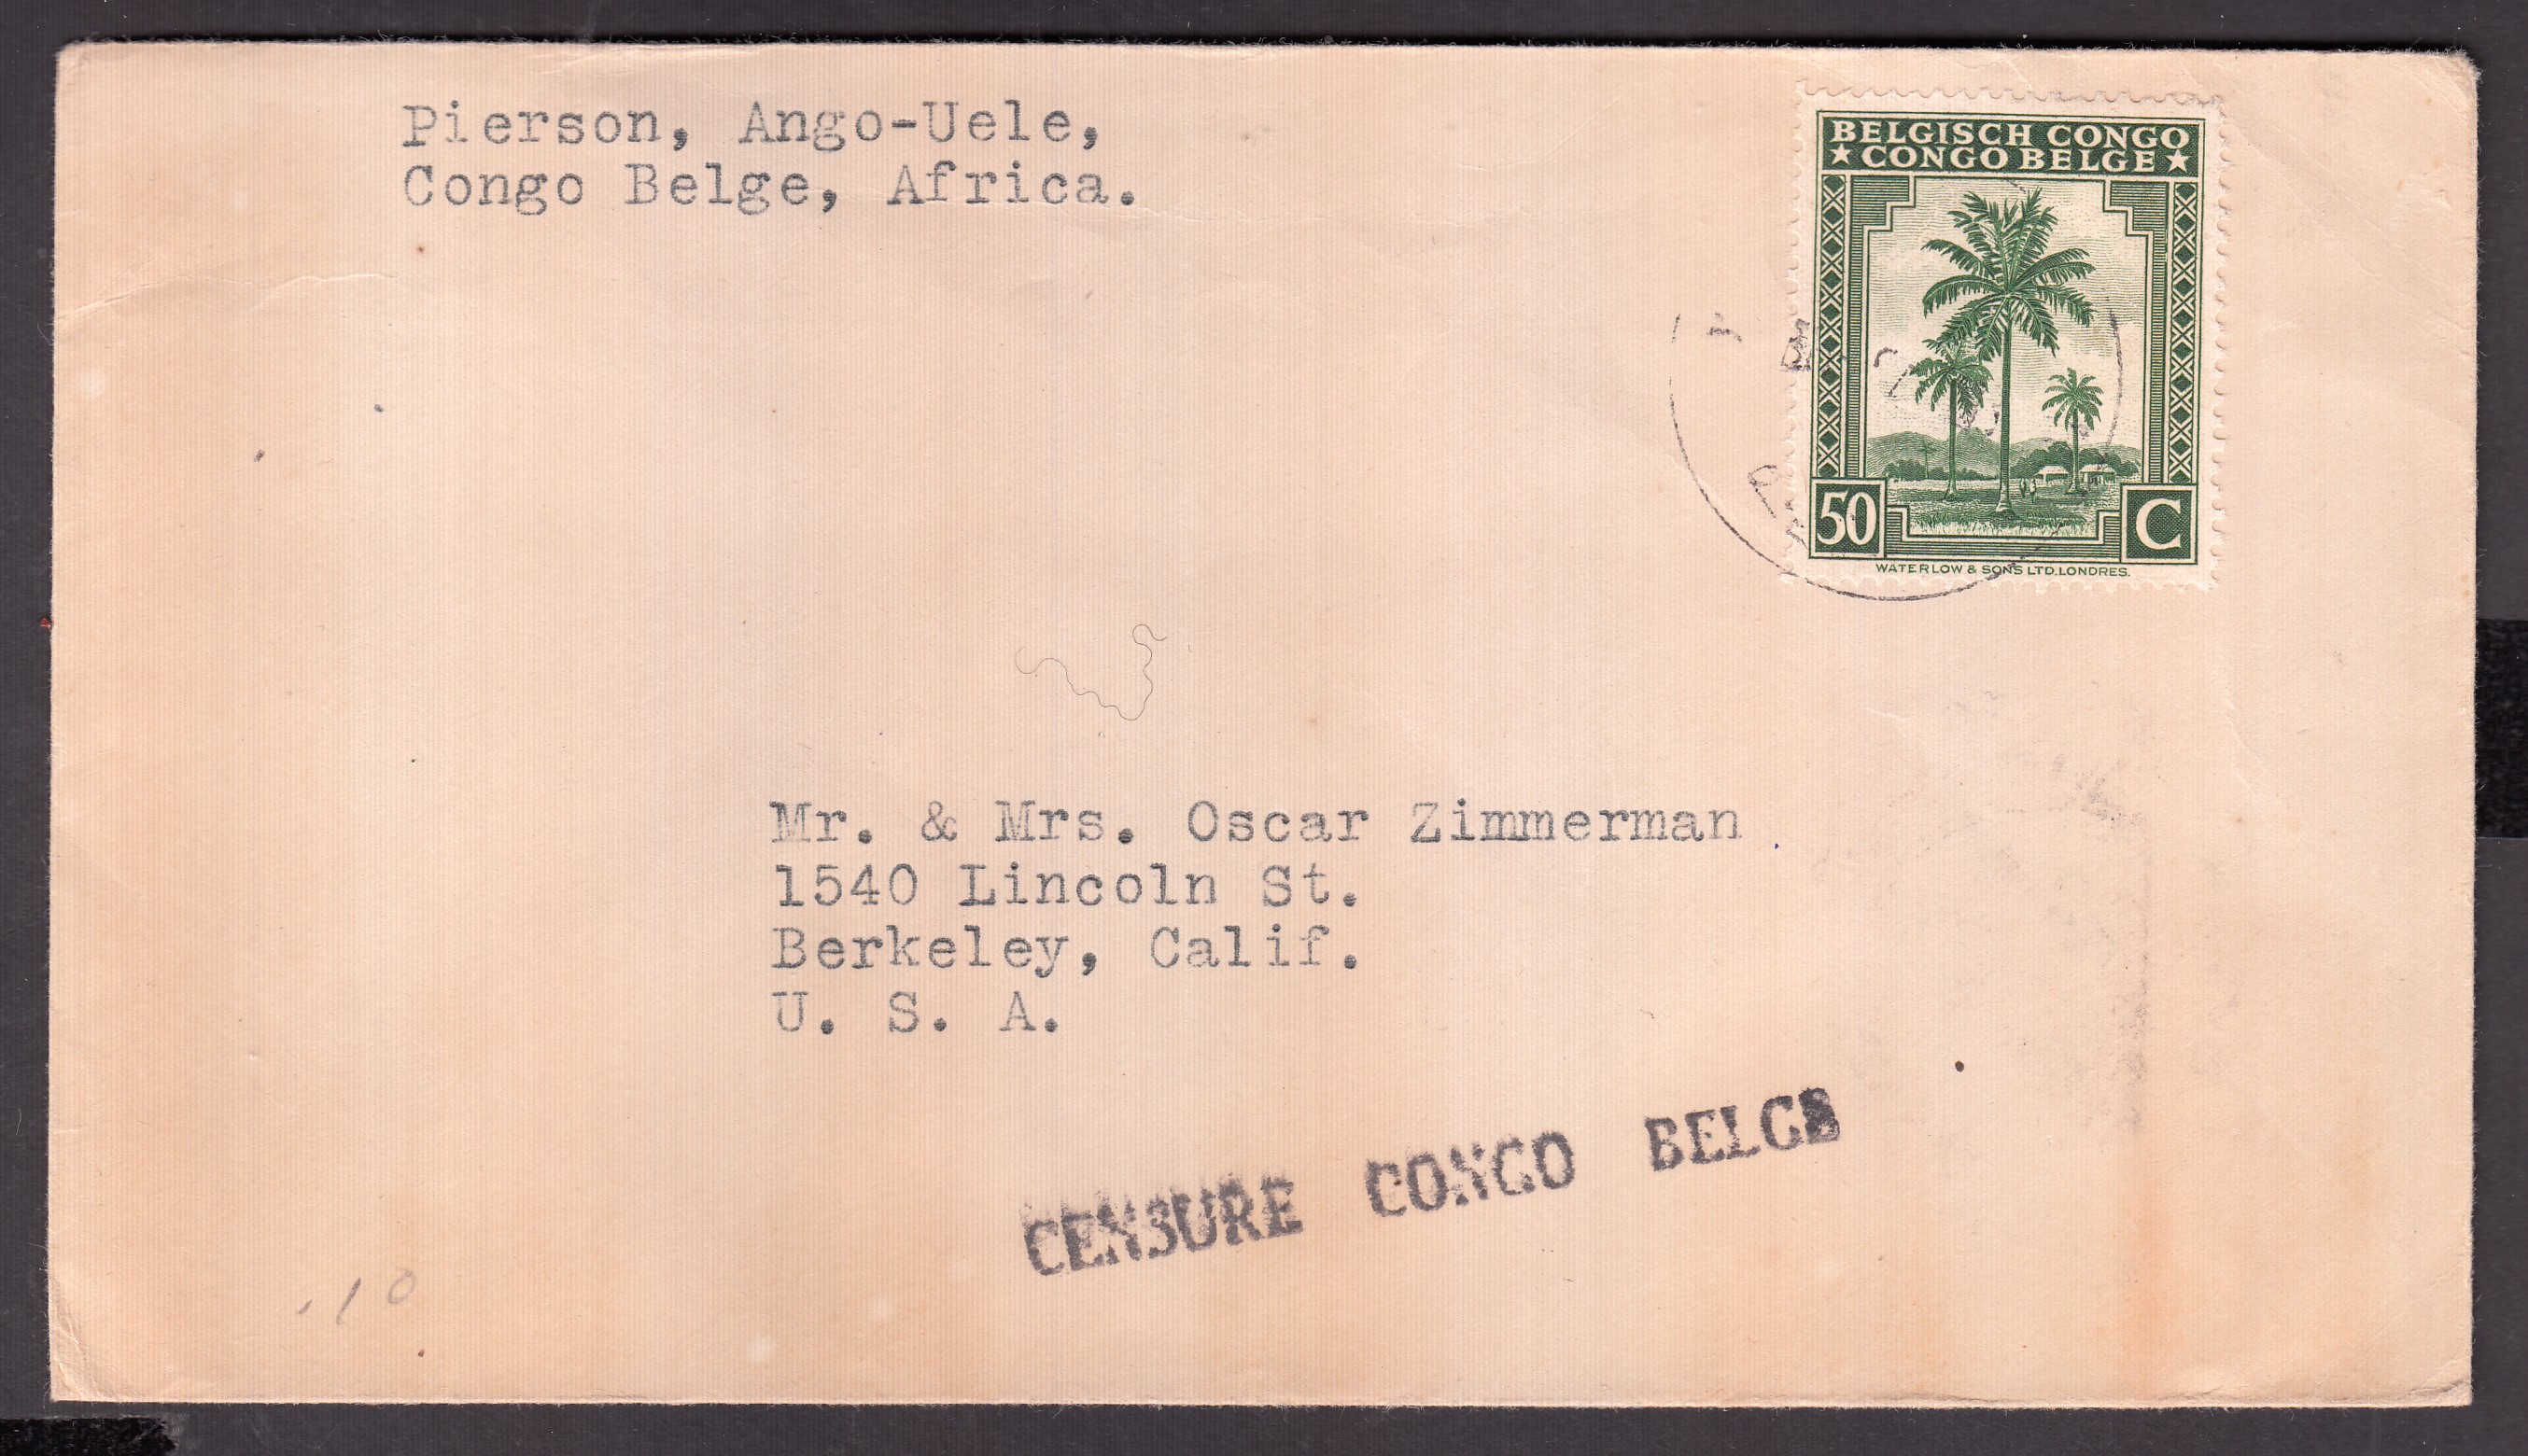 Pierson, Ango-Uele,
Congo Belge, Africa.
BELGISCH CONGO
★ CONGO BELGE ★
50 C
WATERLOW & SONS LTD. LONDRES.
Mr. & Mrs. Oscar Zimmerman
1540 Lincoln St.
Berkeley, Calif.
U. S. A.
CENSURE CONGO BELGE
.10